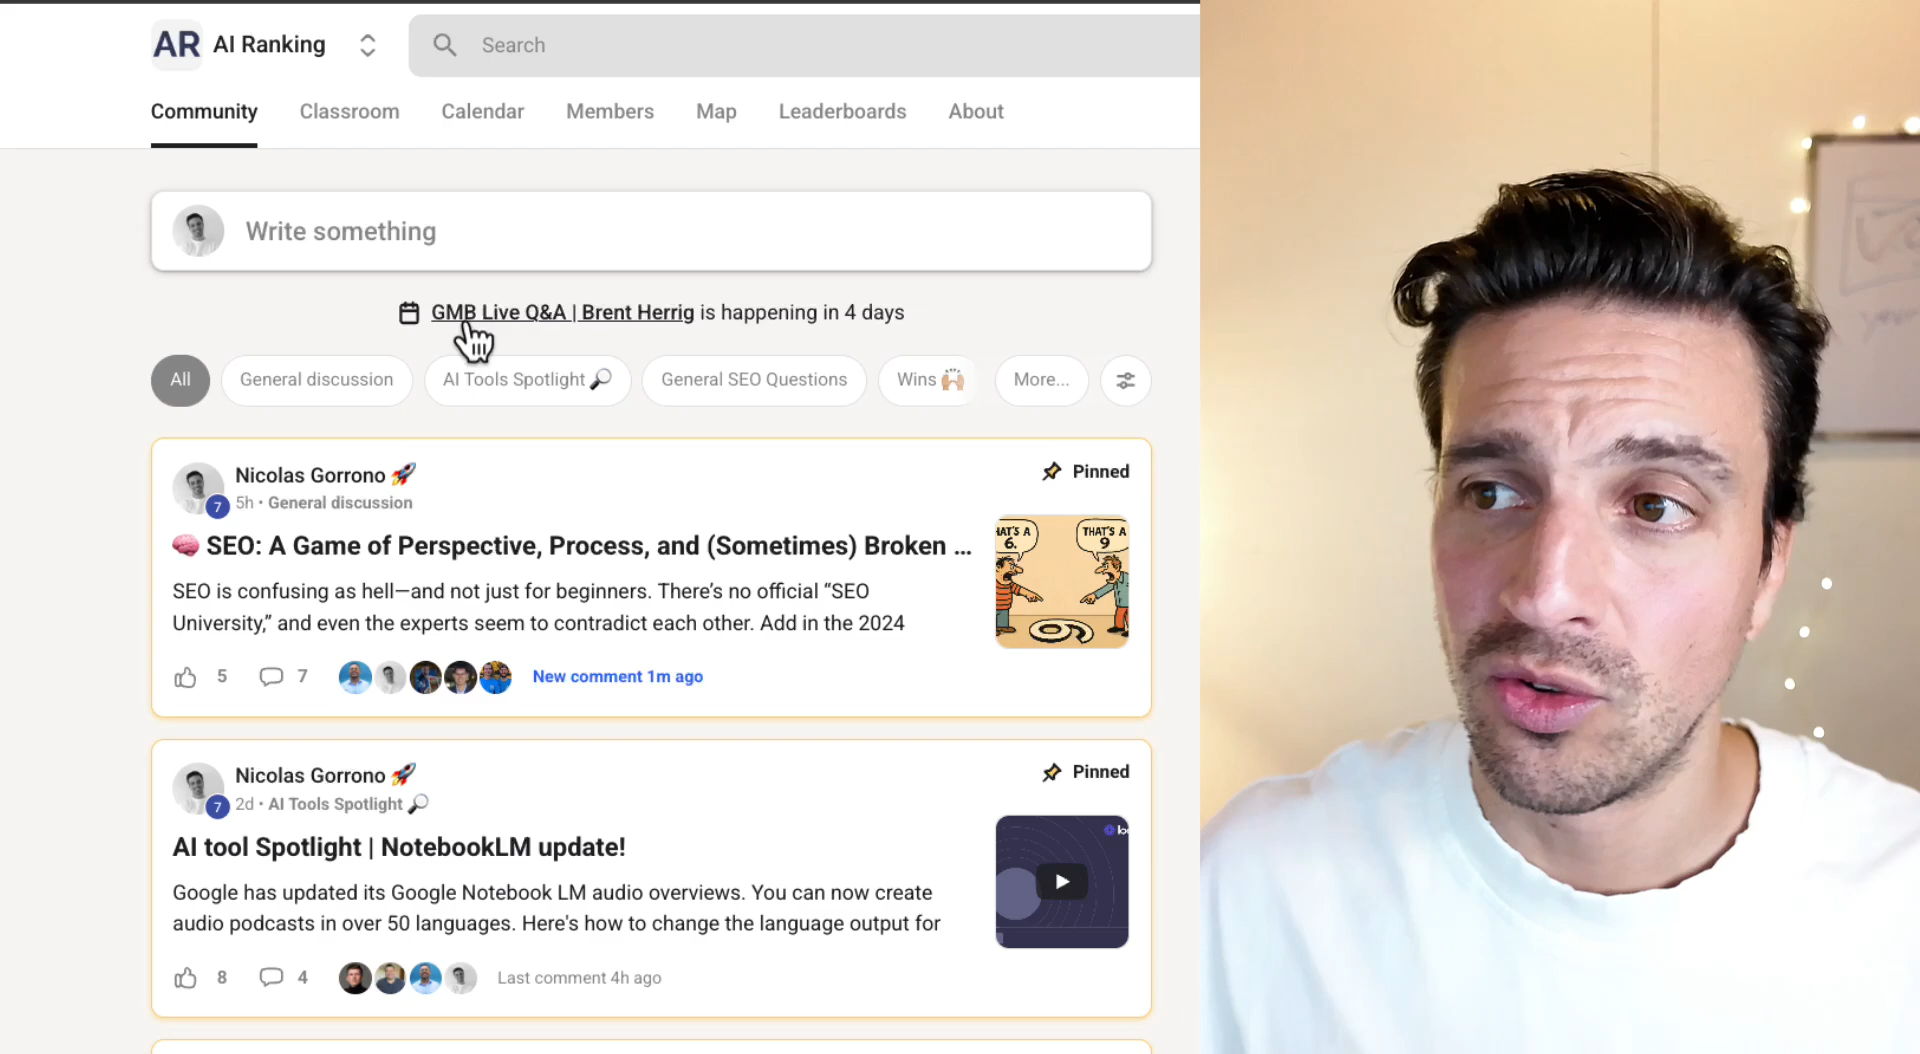 AR AI Ranking
Search
Community Classroom Calendar Members Map Leaderboards About
Write something
GMB Live Q&A | Brent Herrig is happening in 4 days
All General discussion AI Tools Spotlight 🔎 General SEO Questions Wins 🙌🏼 More...
Nicolas Gorrono 🚀
Pinned
7 5h • General discussion
🧠 SEO: A Game of Perspective, Process, and (Sometimes) Broken ...
HAT'S A 6.
THAT'S A 9
SEO is confusing as hell—and not just for beginners. There's no official “SEO
University,” and even the experts seem to contradict each other. Add in the 2024
5 7 New comment 1m ago
Nicolas Gorrono 🚀
Pinned
7 2d • AI Tools Spotlight 🔎
AI tool Spotlight | NotebookLM update!
Google has updated its Google Notebook LM audio overviews. You can now create
audio podcasts in over 50 languages. Here's how to change the language output for
8 4 Last comment 4h ago